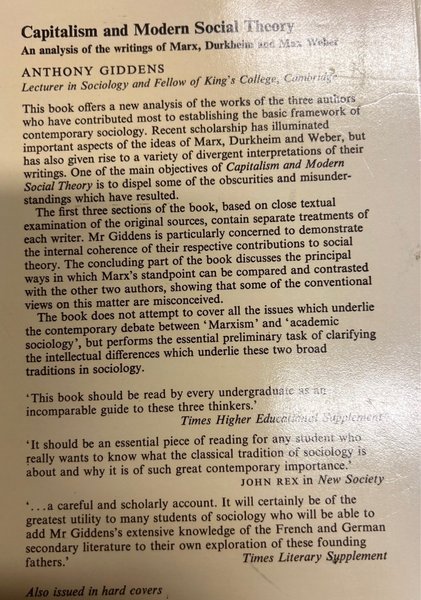 Capitalism and Modern Social Theory
An analysis of the writings of Marx, Durkheim and Max Weber
ANTHONY GIDDENS
Lecturer in Sociology and Fellow of King's College, Cambridge
This book offers a new analysis of the works of the three authors
who have contributed most to establishing the basic framework of
contemporary sociology. Recent scholarship has illuminated
important aspects of the ideas of Marx, Durkheim and Weber, but
has also given rise to a variety of divergent interpretations of their
writings. One of the main objectives of Capitalism and Modern
Social Theory is to dispel some of the obscurities and misunder-
standings which have resulted.
The first three sections of the book, based on close textual
examination of the original sources, contain separate treatments of
each writer. Mr Giddens is particularly concerned to demonstrate
the internal coherence of their respective contributions to social
theory. The concluding part of the book discusses the principal
ways in which Marx's standpoint can be compared and contrasted
with the other two authors, showing that some of the conventional
views on this matter are misconceived.
The book does not attempt to cover all the issues which underlie
the contemporary debate between 'Marxism' and 'academic
sociology', but performs the essential preliminary task of clarifying
the intellectual differences which underlie these two broad
traditions in sociology.
'This book should be read by every undergraduate as an
incomparable guide to these three thinkers.'
Times Higher Educational Supplement
'It should be an essential piece of reading for any student who
really wants to know what the classical tradition of sociology is
about and why it is of such great contemporary importance.'
JOHN REX in New Society
'...a careful and scholarly account. It will certainly be of the
greatest utility to many students of sociology who will be able to
add Mr Giddens's extensive knowledge of the French and German
secondary literature to their own exploration of these founding
fathers.'
Times Literary Supplement
Also issued in hard covers